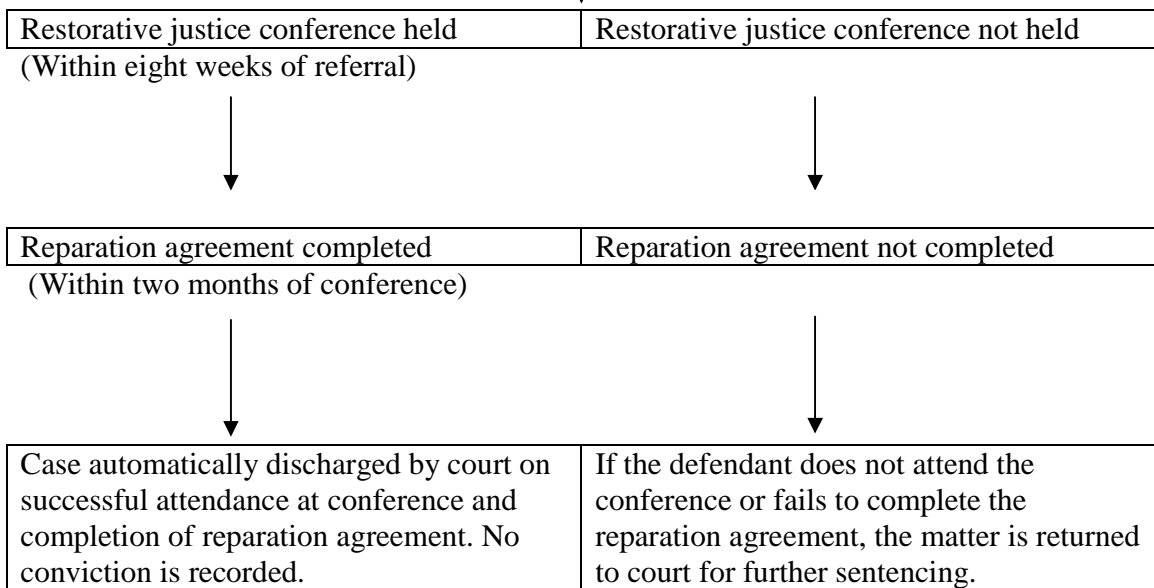 Restorative justice conference held
Restorative justice conference not held
(Within eight weeks of referral)
Reparation agreement completed
Reparation agreement not completed
(Within two months of conference)
Case automatically discharged by court on
successful attendance at conference and
completion of reparation agreement. No
conviction is recorded.
If the defendant does not attend the
conference or fails to complete the
reparation agreement, the matter is returned
to court for further sentencing.